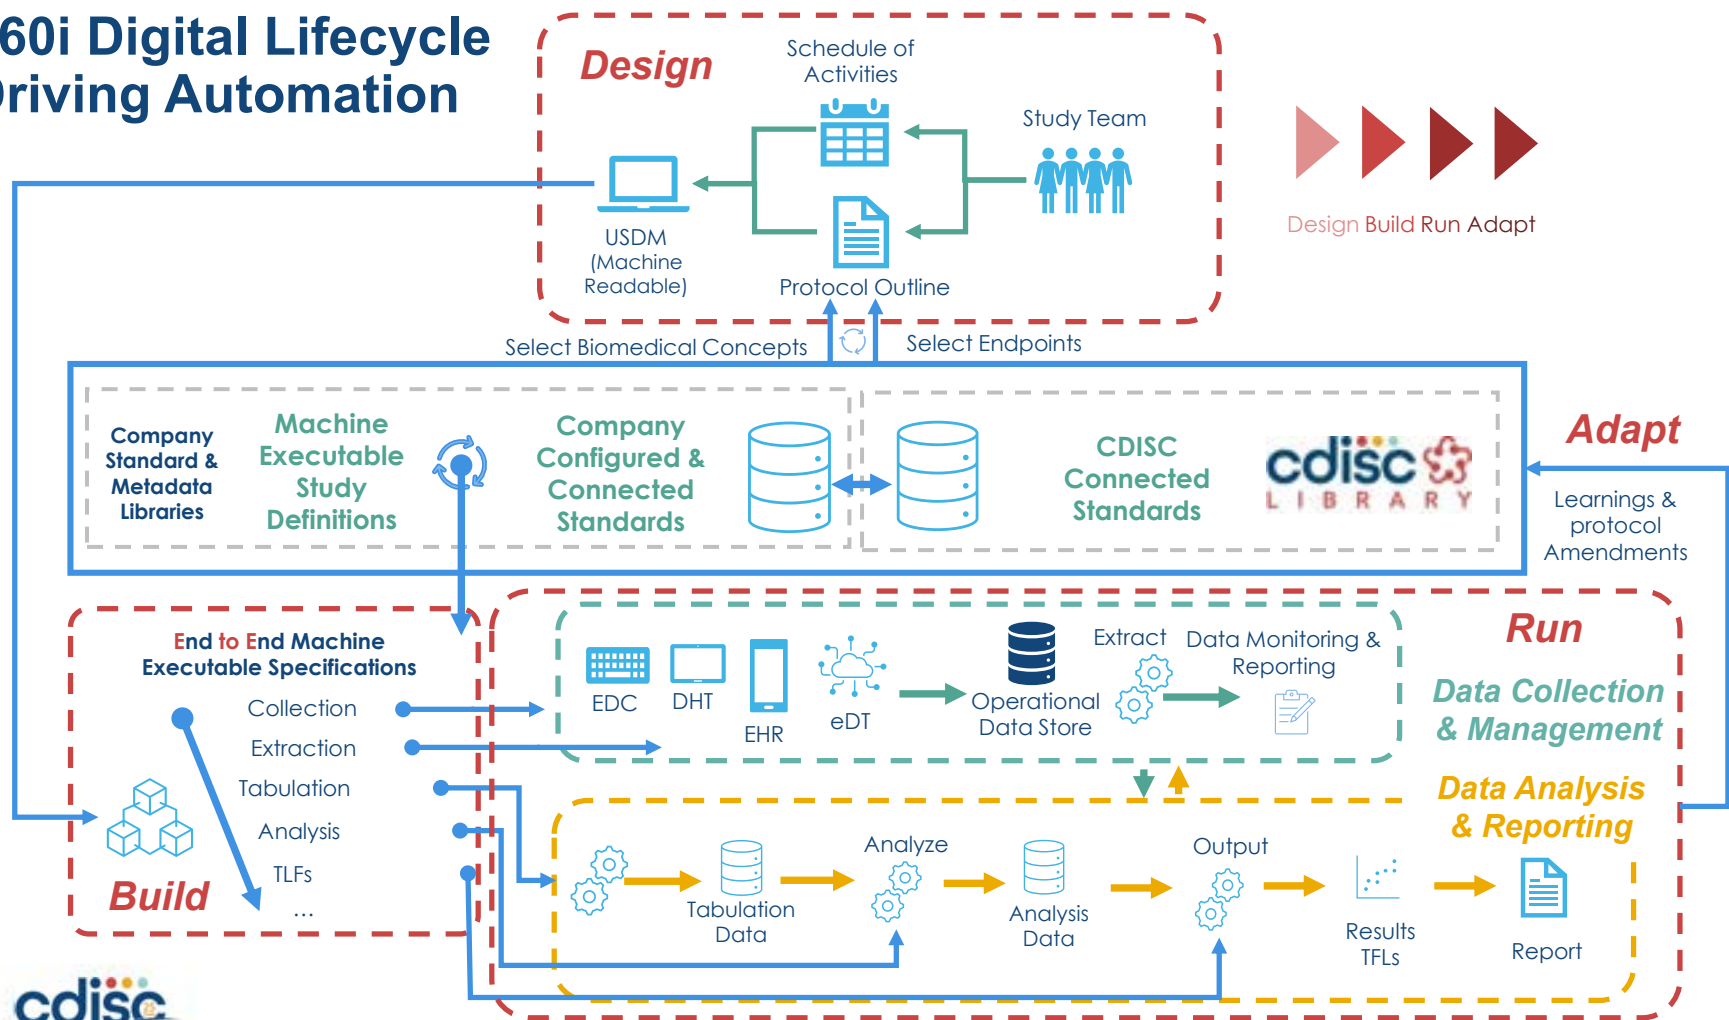 60i Digital Lifecycle
Driving Automation
Design
Schedule of
Activities
Study Team
USDM
(Machine
Readable)
Protocol Outline
Design Build Run Adapt
Select Biomedical Concepts
Select Endpoints
Company
Standard &
Metadata
Libraries
Machine
Executable
Study
Definitions
Company
Configured &
Connected
Standards
CDISC
Connected
Standards
cdisc
LIBRARY
Adapt
Learnings &
protocol
Amendments
End to End Machine
Executable Specifications
Collection
Extraction
Tabulation
Analysis
TLFs
...
Build
EDC
DHT
EHR
eDT
Operational
Data Store
Extract
Data Monitoring &
Reporting
Run
Data Collection
& Management
Data Analysis
& Reporting
Tabulation
Data
Analyze
Analysis
Data
Output
Results
TFLs
Report
cdisc